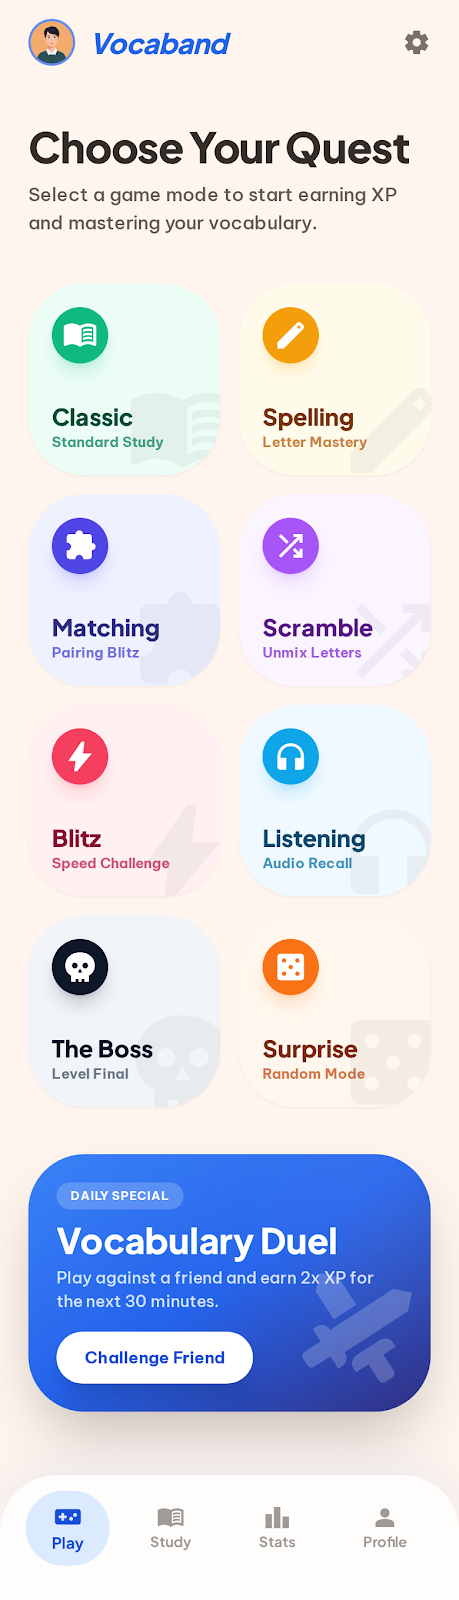 Vocaband
Choose Your Quest
Select a game mode to start earning XP
and mastering your vocabulary.
Classic
Standard Study
Spelling
Letter Mastery
Matching
Pairing Blitz
Scramble
Unmix Letters
Blitz
Speed Challenge
Listening
Audio Recall
The Boss
Level Final
Surprise
Random Mode
DAILY SPECIAL
Vocabulary Duel
Play against a friend and earn 2x XP for
the next 30 minutes.
Challenge Friend
Play
Study
Stats
Profile